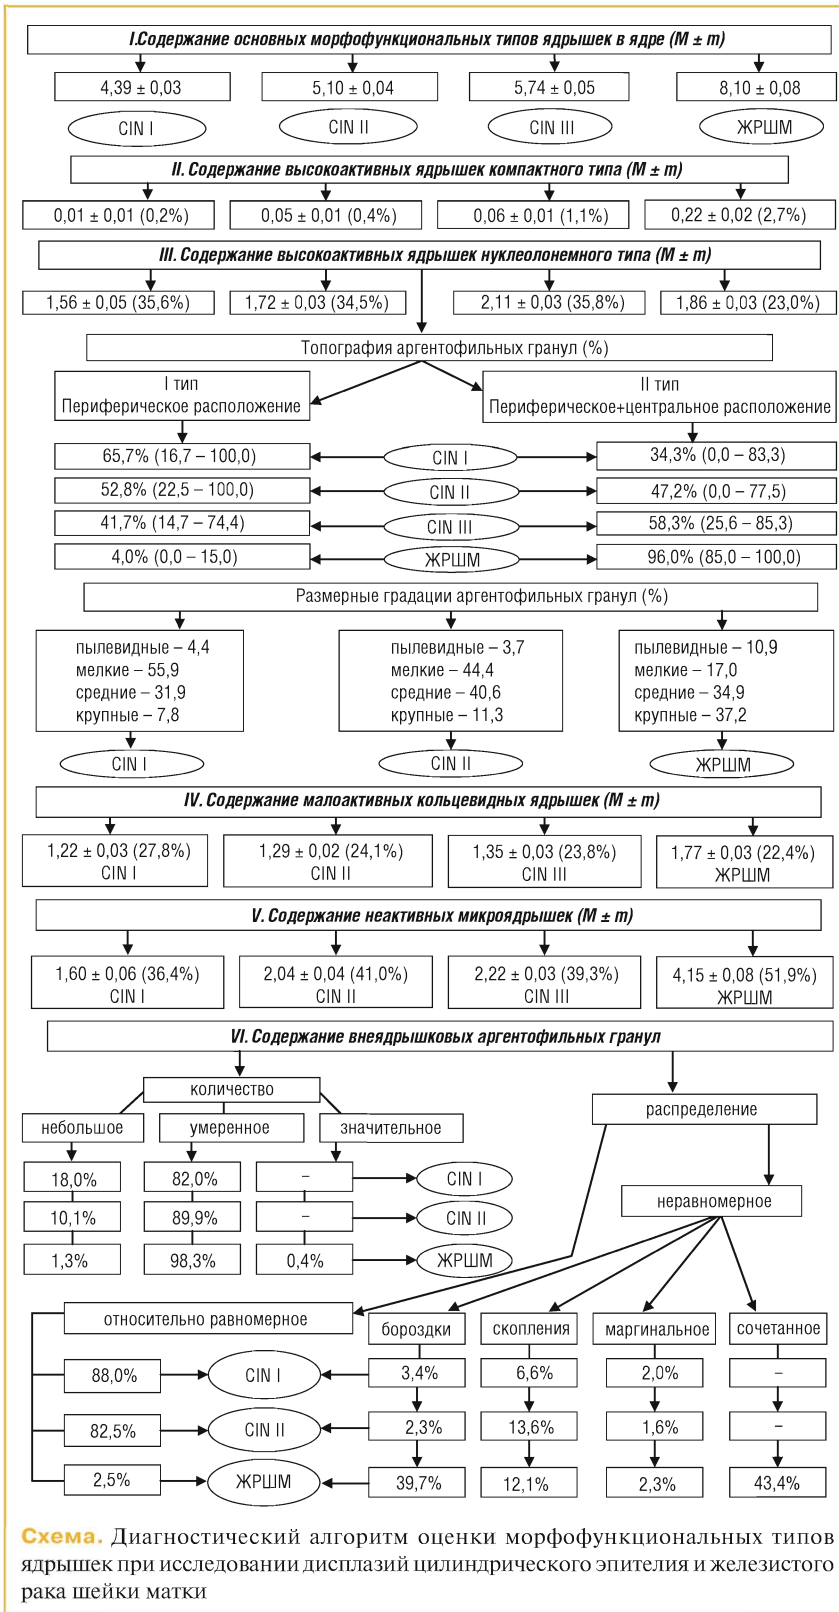 I.Содержание основных морфофункциональных типов ядрышек в ядре (M ± m)
4,39 ± 0,03 5,10 ± 0,04 5,74 ± 0,05 8,10 ± 0,08
CIN I CIN II CIN III ЖРШМ
II. Содержание высокоактивных ядрышек компактного типа (M ± m)
0,01 ± 0,01 (0,2%) 0,05 ± 0,01 (0,4%) 0,06 ± 0,01 (1,1%) 0,22 ± 0,02 (2,7%)
III. Содержание высокоактивных ядрышек нуклеолонемного типа (M ± m)
1,56 ± 0,05 (35,6%) 1,72 ± 0,03 (34,5%) 2,11 ± 0,03 (35,8%) 1,86 ± 0,03 (23,0%)
Топография аргентофильных гранул (%)
I тип II тип
Периферическое расположение Периферическое+центральное расположение
65,7% (16,7 – 100,0) CIN I 34,3% (0,0 – 83,3)
52,8% (22,5 – 100,0) CIN II 47,2% (0,0 – 77,5)
41,7% (14,7 – 74,4) CIN III 58,3% (25,6 – 85,3)
4,0% (0,0 – 15,0) ЖРШМ 96,0% (85,0 – 100,0)
Размерные градации аргентофильных гранул (%)
пылевидные – 4,4 пылевидные – 3,7 пылевидные – 10,9
мелкие – 55,9 мелкие – 44,4 мелкие – 17,0
средние – 31,9 средние – 40,6 средние – 34,9
крупные – 7,8 крупные – 11,3 крупные – 37,2
CIN I CIN II ЖРШМ
IV. Содержание малоактивных кольцевидных ядрышек (M ± m)
1,22 ± 0,03 (27,8%) 1,29 ± 0,02 (24,1%) 1,35 ± 0,03 (23,8%) 1,77 ± 0,03 (22,4%)
CIN I CIN II CIN III ЖРШМ
V. Содержание неактивных микроядрышек (M ± m)
1,60 ± 0,06 (36,4%) 2,04 ± 0,04 (41,0%) 2,22 ± 0,03 (39,3%) 4,15 ± 0,08 (51,9%)
CIN I CIN II CIN III ЖРШМ
VI. Содержание внеядрышковых аргентофильных гранул
количество
распределение
небольшое умеренное значительное
18,0% 82,0% – CIN I
неравномерное
10,1% 89,9% – CIN II
1,3% 98,3% 0,4% ЖРШМ
относительно равномерное бороздки скопления маргинальное сочетанное
88,0% CIN I 3,4% 6,6% 2,0% –
82,5% CIN II 2,3% 13,6% 1,6% –
2,5% ЖРШМ 39,7% 12,1% 2,3% 43,4%
Схема. Диагностический алгоритм оценки морфофункциональных типов
ядрышек при исследовании дисплазий цилиндрического эпителия и железистого
рака шейки матки